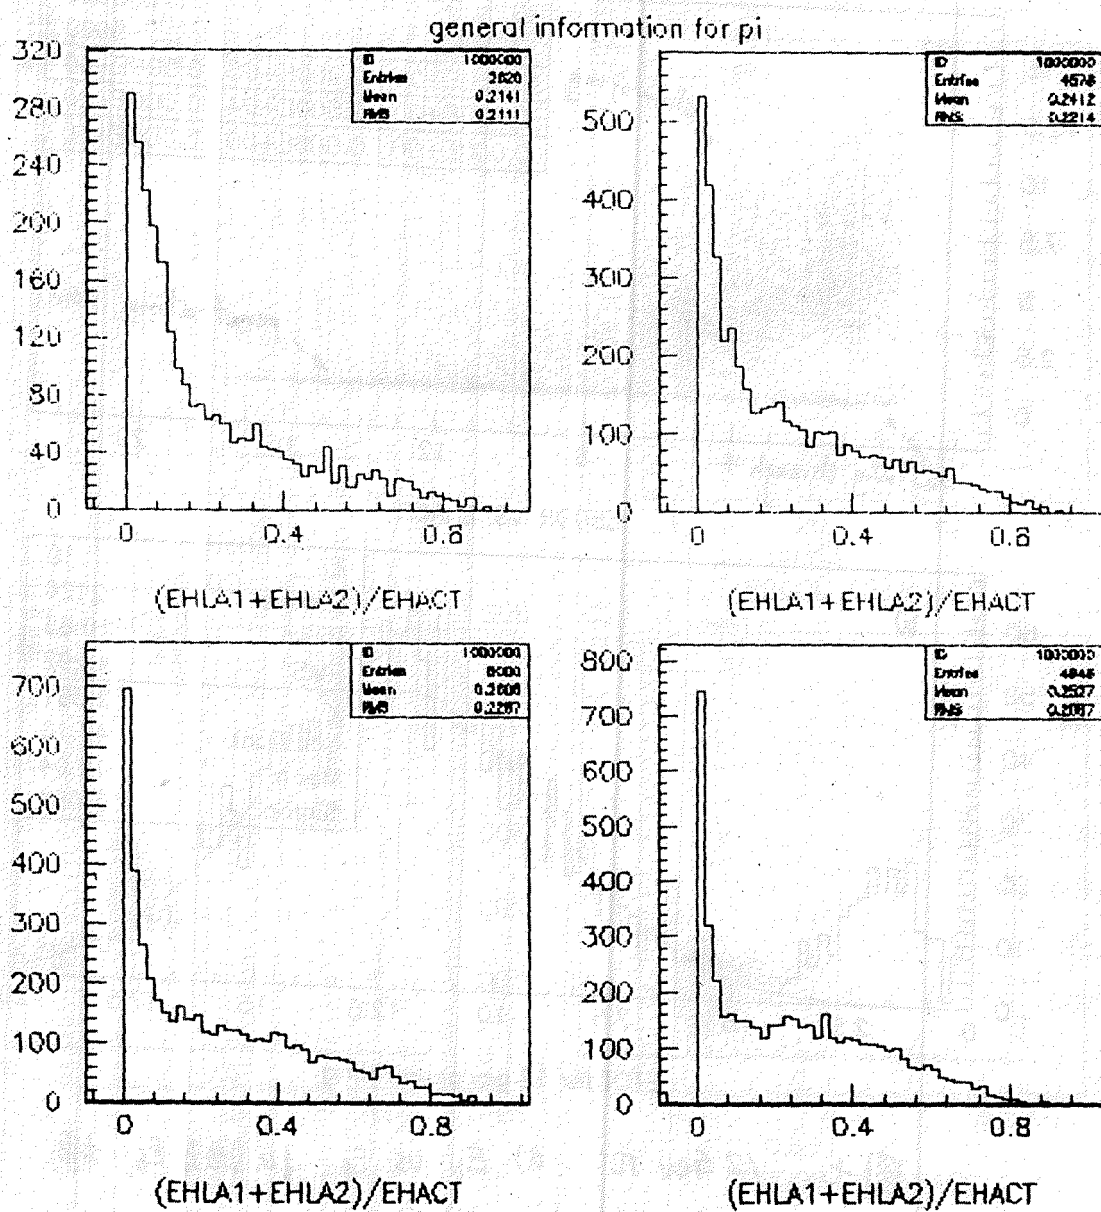 general information for pi
320
280
240
200
160
120
80
40
0
0
0.4
0.8
(EHLA1+EHLA2)/EHACT
ID 1000000
Entries 2820
Mean 0.2141
RMS 0.2111
500
400
300
200
100
0
0
0.4
0.8
(EHLA1+EHLA2)/EHACT
ID 1000000
Entries 4578
Mean 0.2412
RMS 0.2214
700
600
500
400
300
200
100
0
0
0.4
0.8
(EHLA1+EHLA2)/EHACT
ID 1000000
Entries
Mean
RMS
800
700
600
500
400
300
200
100
0
0
0.4
0.8
(EHLA1+EHLA2)/EHACT
ID 1000000
Entries
Mean
RMS